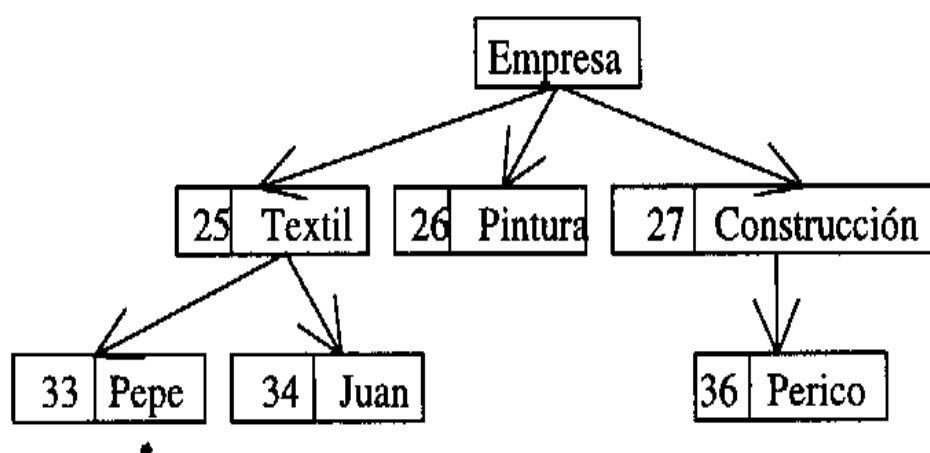 Empresa
25 Textil 26 Pintura 27 Construcción
33 Pepe 34 Juan 36 Perico